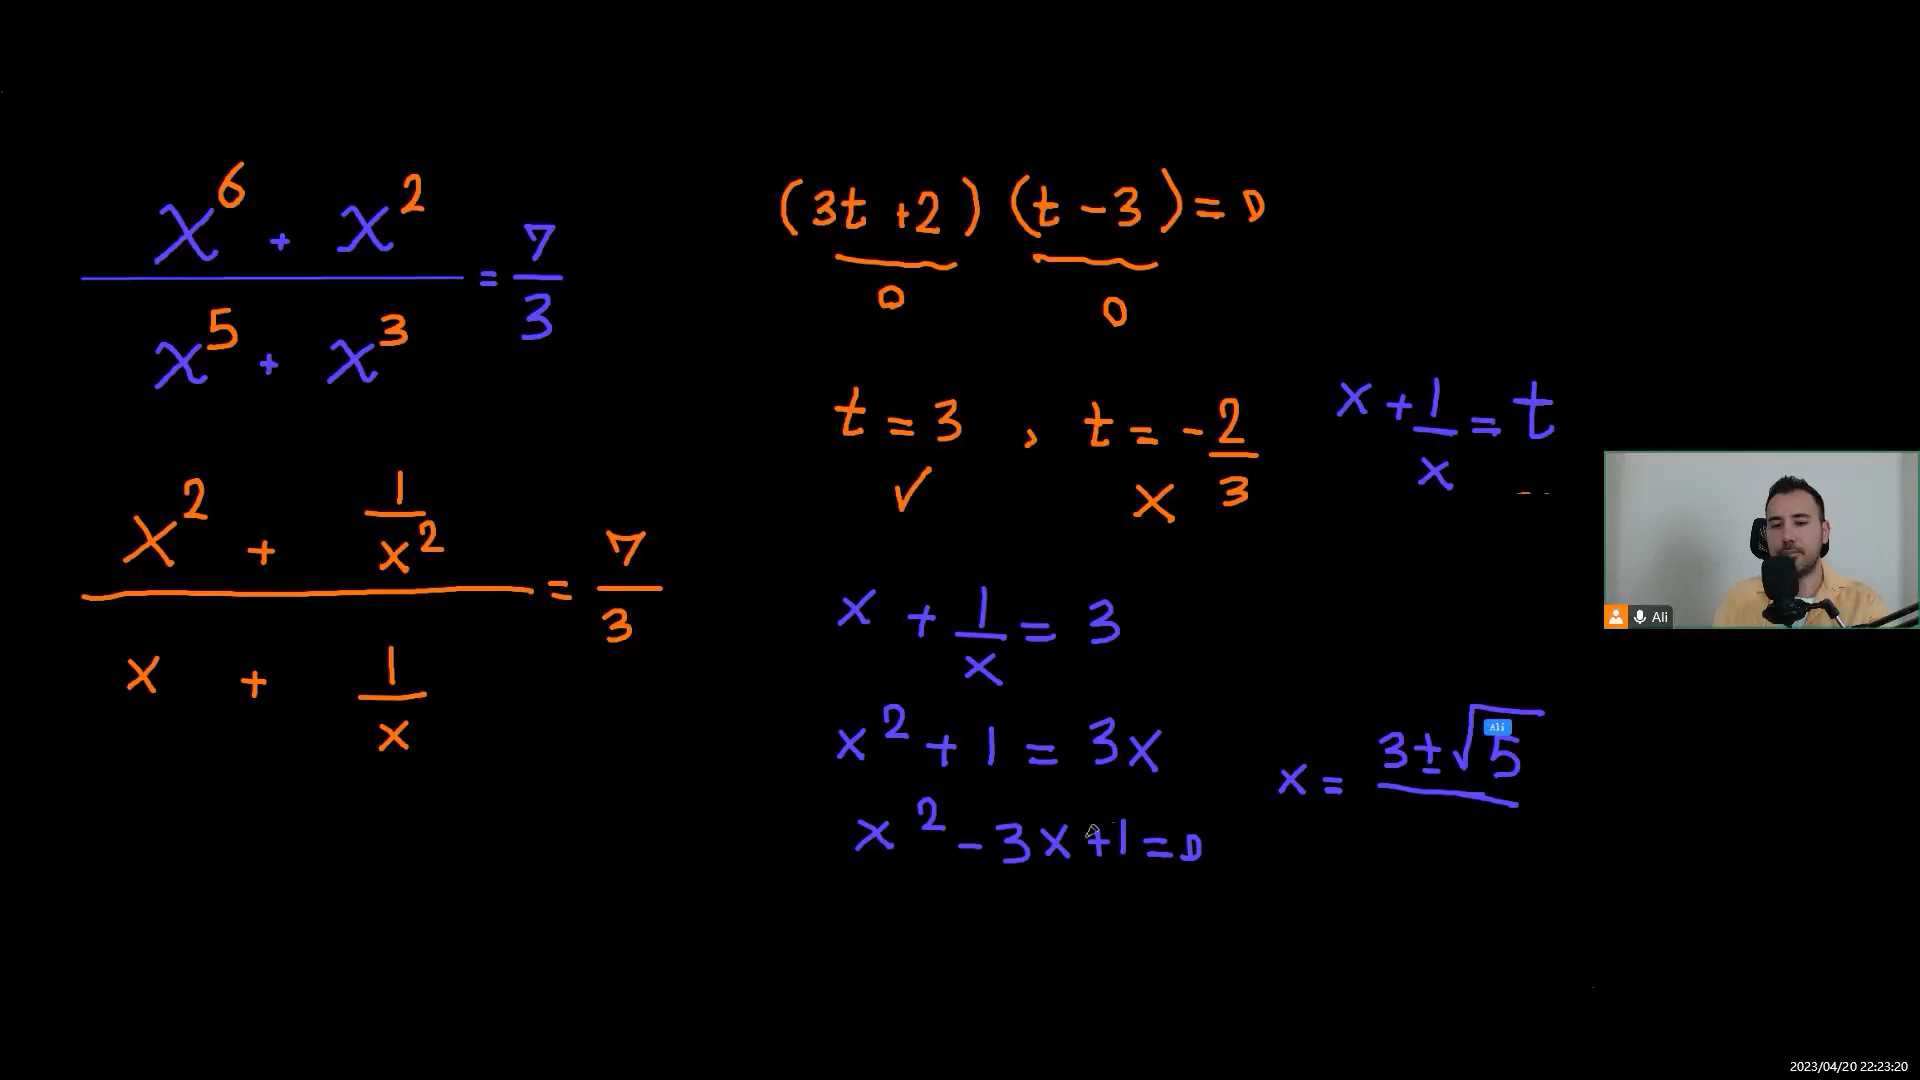 x⁶ + x² / x⁵ + x³ = 7/3
x² + 1/x² / x + 1/x = 7/3
(3t + 2) (t - 3) = 0
0 0
t = 3 , t = - 2/3
✓ x
x + 1/x = t
x + 1/x = 3
x² + 1 = 3x
x² - 3x + 1 = 0
x = 3 ± √5
Ali
Ali
2023/04/20 22:23:20